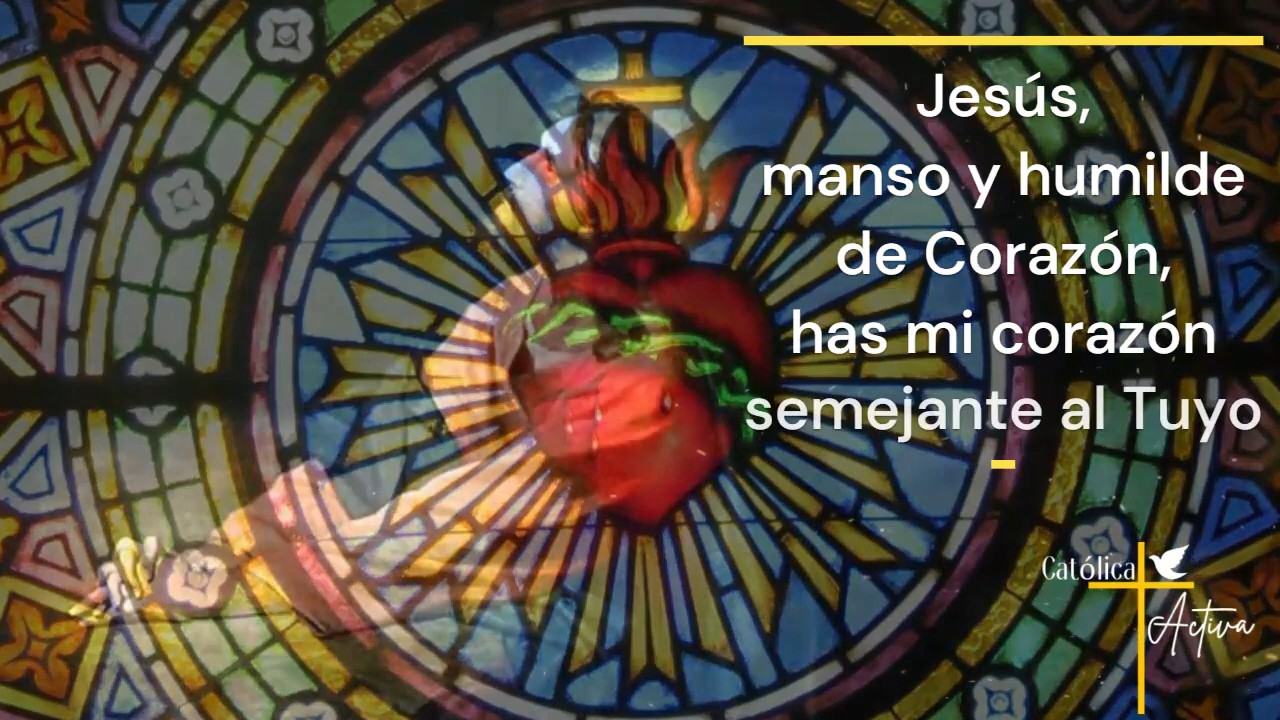 Jesús,
manso y humilde
de Corazón,
has mi corazón
semejante al Tuyo
Católica
Activa